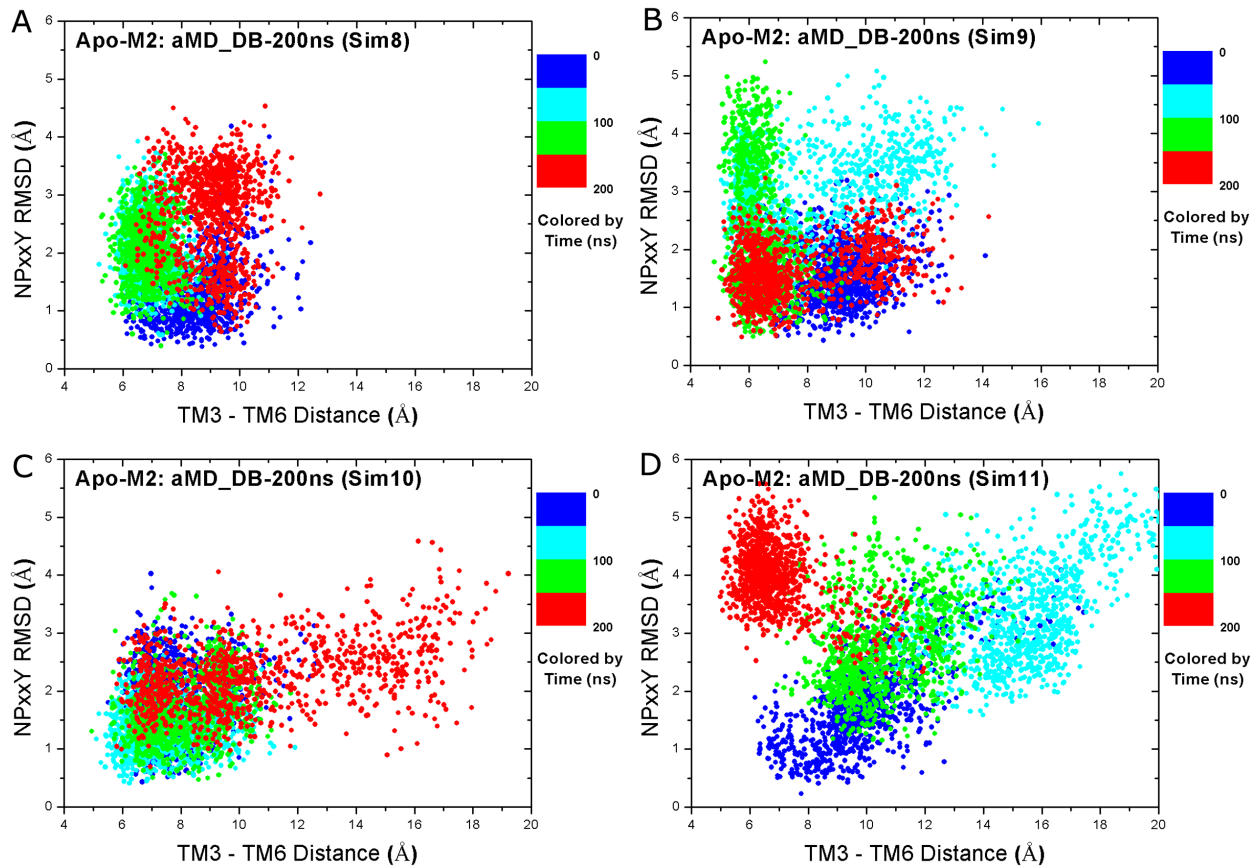 A
Apo-M2: aMD_DB-200ns (Sim8)
NPxxY RMSD (Å)
6
5
4
3
2
1
0
4 6 8 10 12 14 16 18 20
TM3 - TM6 Distance (Å)
0
100
200
Colored by
Time (ns)
B
Apo-M2: aMD_DB-200ns (Sim9)
NPxxY RMSD (Å)
6
5
4
3
2
1
0
4 6 8 10 12 14 16 18 20
TM3 - TM6 Distance (Å)
0
100
200
Colored by
Time (ns)
C
Apo-M2: aMD_DB-200ns (Sim10)
NPxxY RMSD (Å)
6
5
4
3
2
1
0
4 6 8 10 12 14 16 18 20
TM3 - TM6 Distance (Å)
0
100
200
Colored by
Time (ns)
D
Apo-M2: aMD_DB-200ns (Sim11)
NPxxY RMSD (Å)
6
5
4
3
2
1
0
4 6 8 10 12 14 16 18 20
TM3 - TM6 Distance (Å)
0
100
200
Colored by
Time (ns)